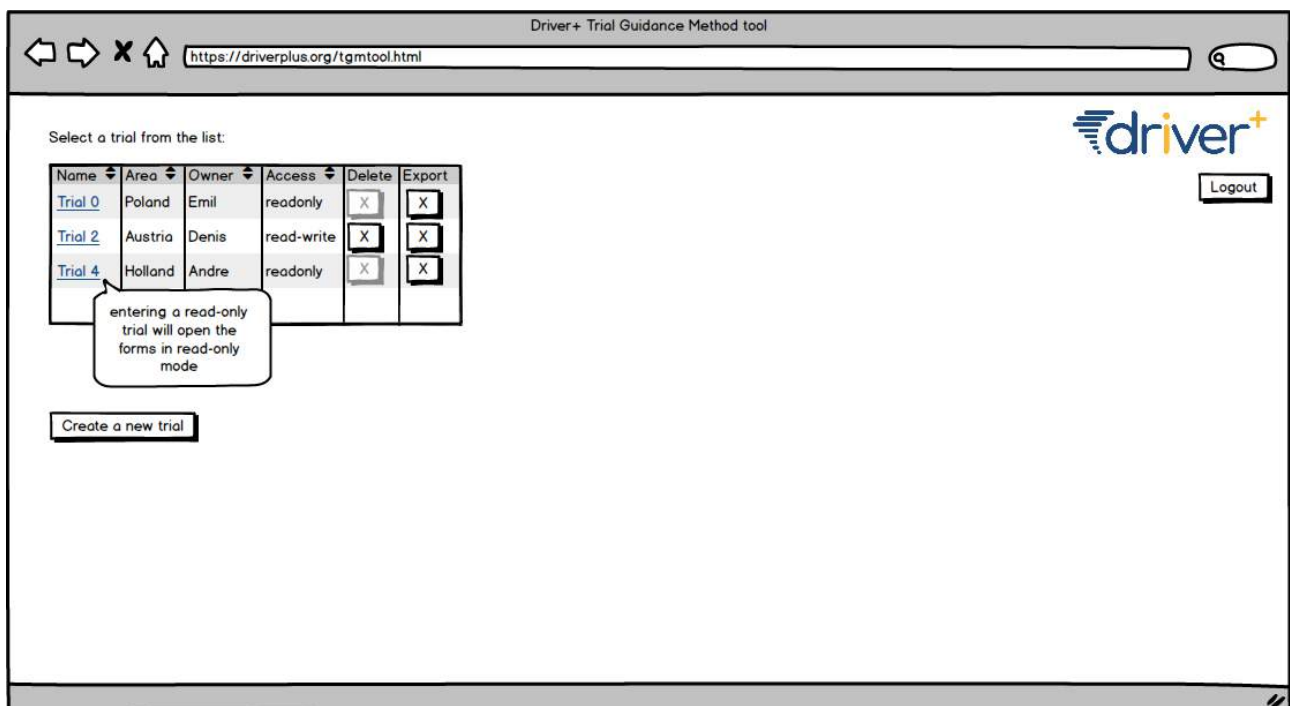 Driver+ Trial Guidance Method tool
https://driverplus.org/tgmtool.html
driver+
Select a trial from the list:
Logout
Name Area Owner Access Delete Export
Trial 0 Poland Emil readonly X X
Trial 2 Austria Denis read-write X X
Trial 4 Holland Andre readonly X X
entering a read-only
trial will open the
forms in read-only
mode
Create a new trial